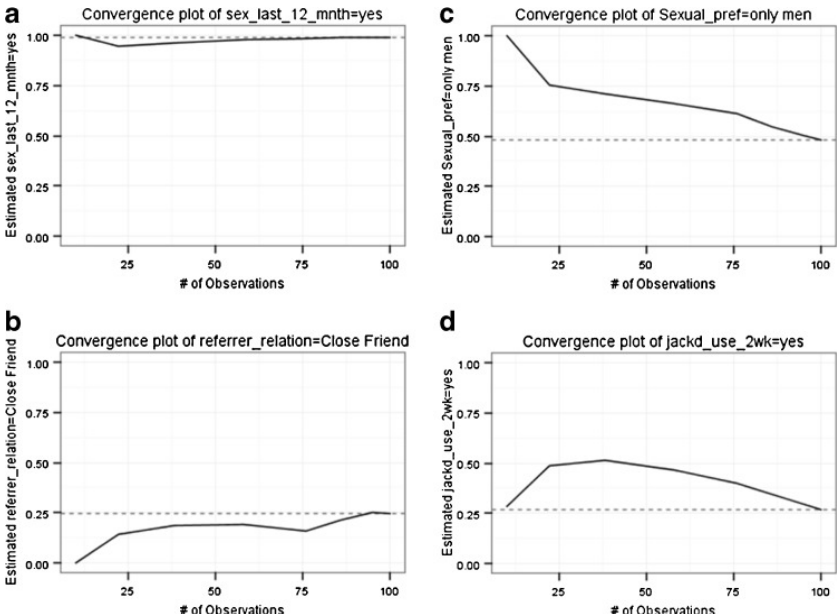 a
Convergence plot of sex_last_12_mnth=yes
Estimated sex_last_12_mnth=yes
1.00
0.75
0.50
0.25
0.00
25
50
75
100
# of Observations
c
Convergence plot of Sexual_pref=only men
Estimated Sexual_pref=only men
1.00
0.75
0.50
0.25
0.00
25
50
75
100
# of Observations
b
Convergence plot of referrer_relation=Close Friend
Estimated referrer_relation=Close Friend
1.00
0.75
0.50
0.25
0.00
25
50
75
100
# of Observations
d
Convergence plot of jackd_use_2wk=yes
Estimated jackd_use_2wk=yes
1.00
0.75
0.50
0.25
0.00
25
50
75
100
# of Observations